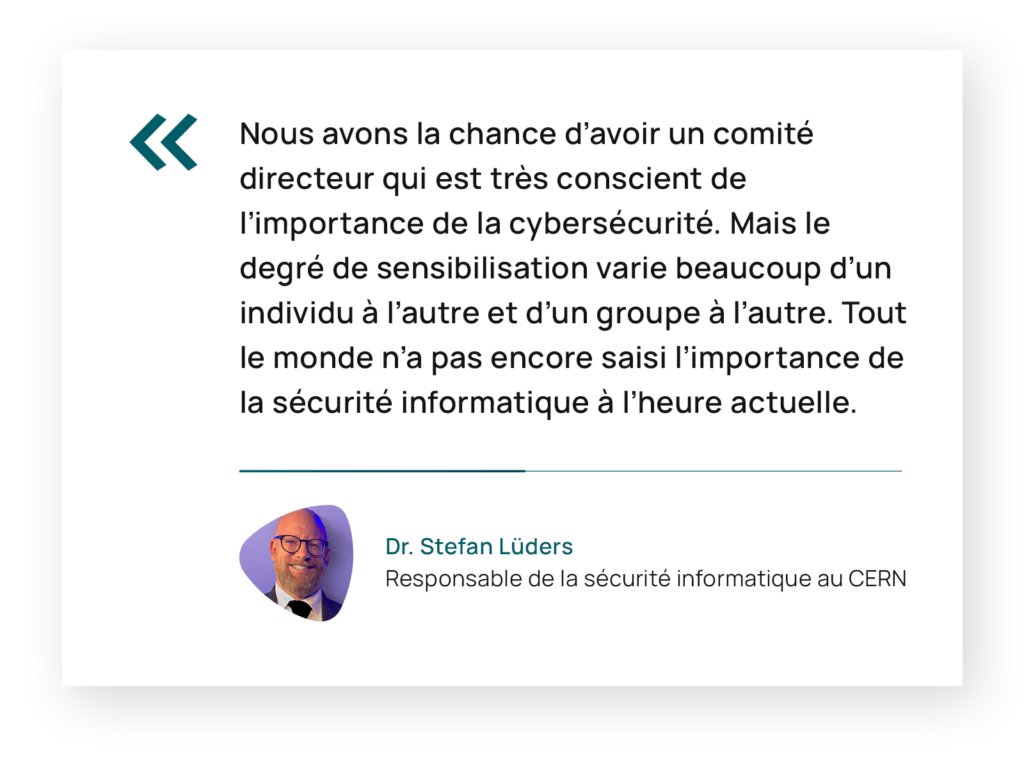 «
Nous avons la chance d’avoir un comité
directeur qui est très conscient de
l’importance de la cybersécurité. Mais le
degré de sensibilisation varie beaucoup d’un
individu à l’autre et d’un groupe à l’autre. Tout
le monde n’a pas encore saisi l’importance de
la sécurité informatique à l’heure actuelle.
Dr. Stefan Lüders
Responsable de la sécurité informatique au CERN